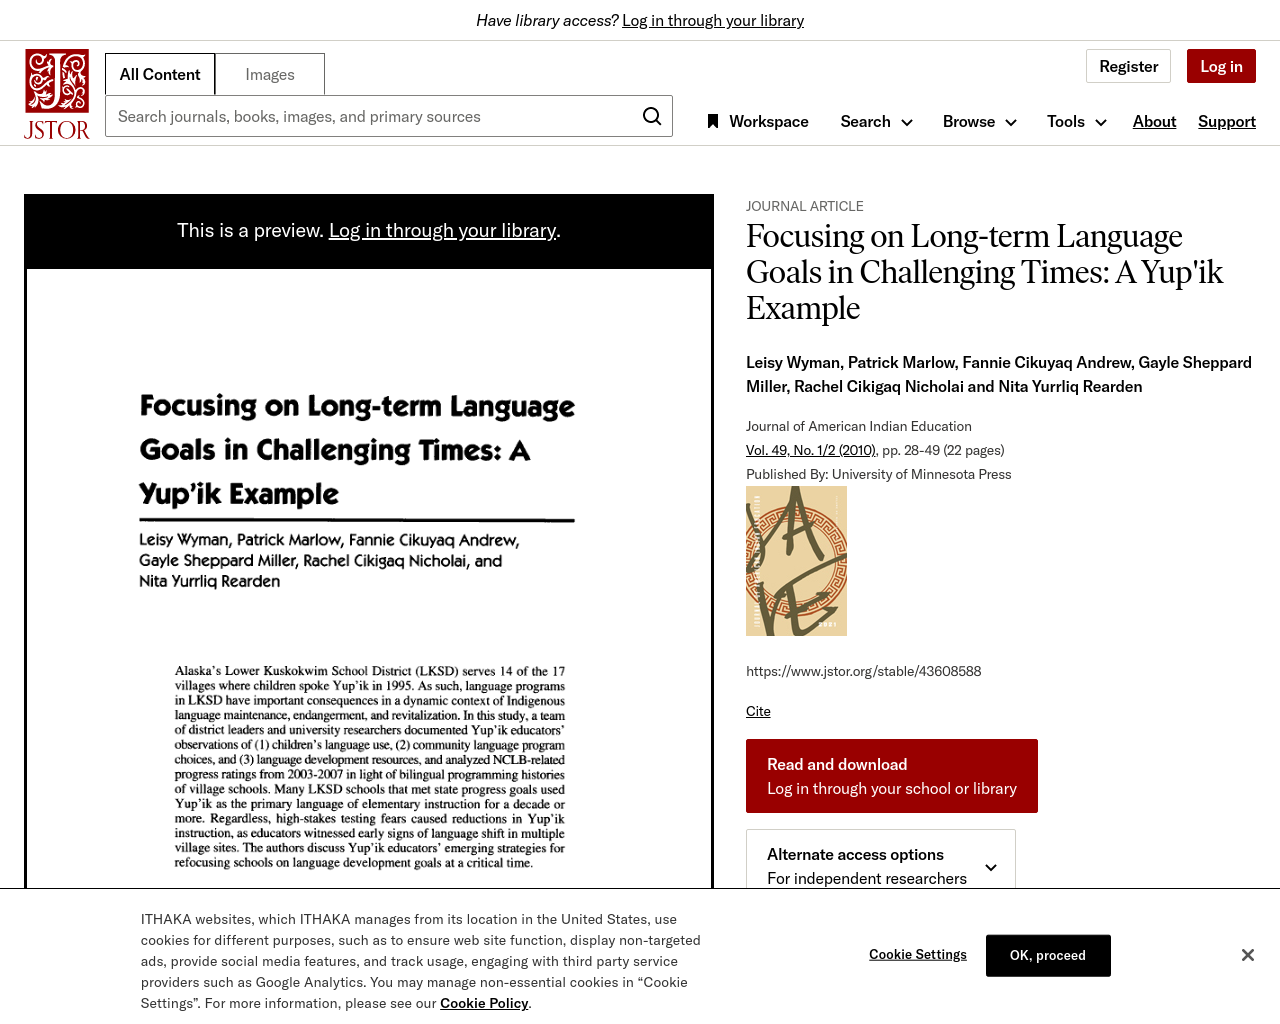 Have library access? Log in through your library
JSTOR
All Content
Images
Register
Log in
Search journals, books, images, and primary sources
Workspace
Search
Browse
Tools
About
Support
This is a preview. Log in through your library.
Focusing on Long-term Language
Goals in Challenging Times: A
Yup'ik Example
Leisy Wyman, Patrick Marlow, Fannie Cikuyaq Andrew,
Gayle Sheppard Miller, Rachel Cikigaq Nicholai, and
Nita Yurrliq Rearden
Alaska's Lower Kuskokwim School District (LKSD) serves 14 of the 17
villages where children spoke Yup'ik in 1995. As such, language programs
in LKSD have important consequences in a dynamic context of Indigenous
language maintenance, endangerment, and revitalization. In this study, a team
of district leaders and university researchers documented Yup'ik educators'
observations of (1) children's language use, (2) community language program
choices, and (3) language development resources, and analyzed NCLB-related
progress ratings from 2003-2007 in light of bilingual programming histories
of village schools. Many LKSD schools that met state progress goals used
Yup'ik as the primary language of elementary instruction for a decade or
more. Regardless, high-stakes testing fears caused reductions in Yup'ik
instruction, as educators witnessed early signs of language shift in multiple
village sites. The authors discuss Yup'ik educators' emerging strategies for
refocusing schools on language development goals at a critical time.
JOURNAL ARTICLE
Focusing on Long-term Language
Goals in Challenging Times: A Yup'ik
Example
Leisy Wyman, Patrick Marlow, Fannie Cikuyaq Andrew, Gayle Sheppard
Miller, Rachel Cikigaq Nicholai and Nita Yurrliq Rearden
Journal of American Indian Education
Vol. 49, No. 1/2 (2010), pp. 28-49 (22 pages)
Published By: University of Minnesota Press
https://www.jstor.org/stable/43608588
Cite
Read and download
Log in through your school or library
Alternate access options
For independent researchers
ITHAKA websites, which ITHAKA manages from its location in the United States, use
cookies for different purposes, such as to ensure web site function, display non-targeted
ads, provide social media features, and track usage, engaging with third party service
providers such as Google Analytics. You may manage non-essential cookies in “Cookie
Settings”. For more information, please see our Cookie Policy.
Cookie Settings
OK, proceed